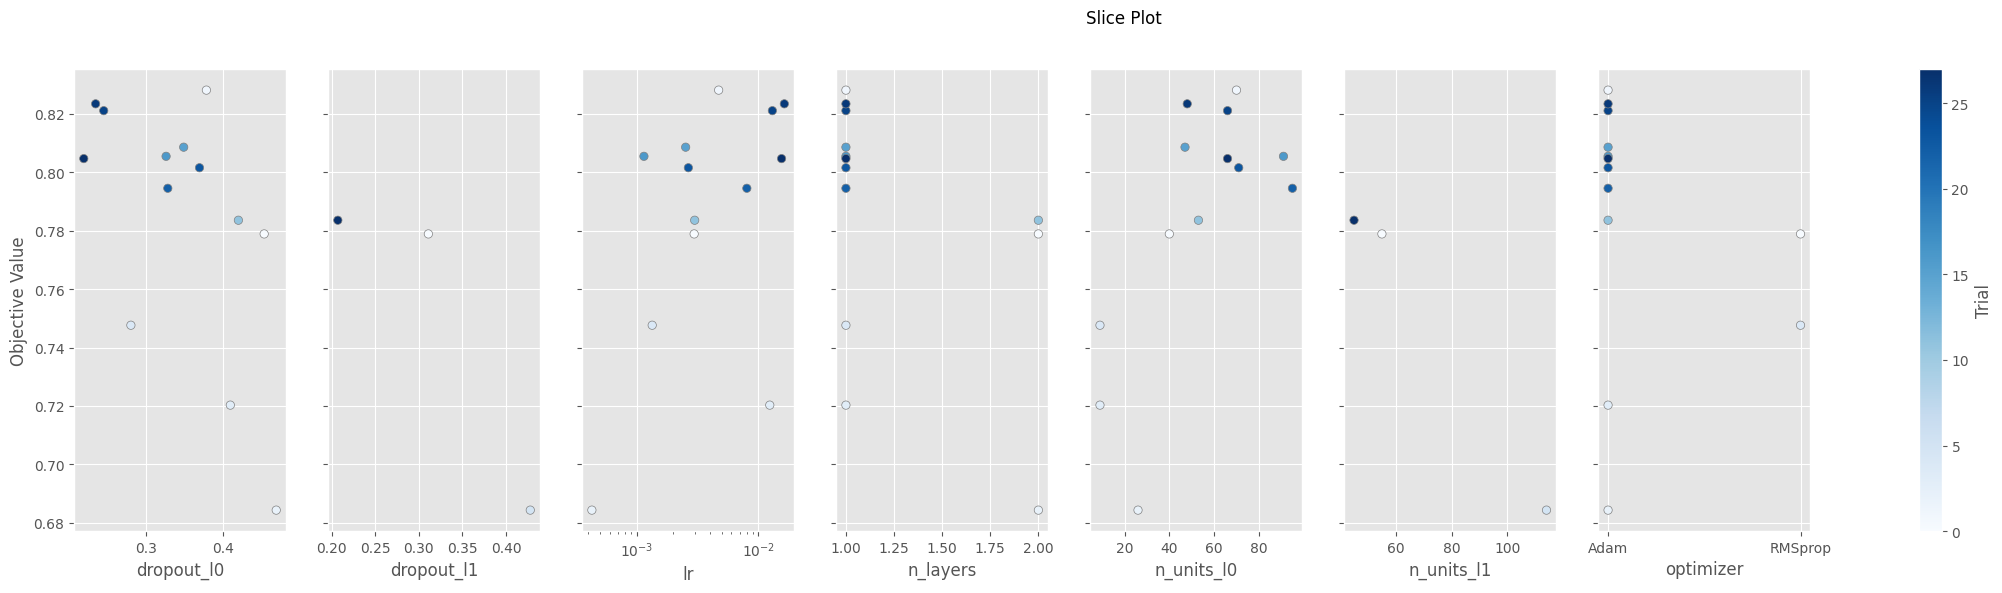 Slice Plot
Objective Value
0.82
0.80
0.78
0.76
0.74
0.72
0.70
0.68
0.3 0.4
dropout_l0
0.20 0.25 0.30 0.35 0.40
dropout_l1
10⁻³ 10⁻²
lr
1.00 1.25 1.50 1.75 2.00
n_layers
20 40 60 80
n_units_l0
60 80 100
n_units_l1
Adam RMSprop
optimizer
25
20
15
10
5
0
Trial